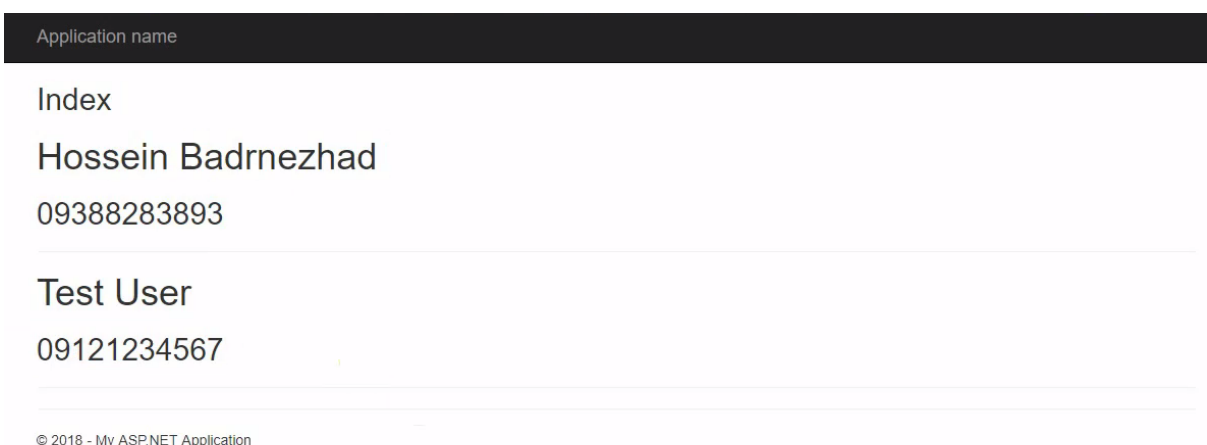 Application name
Index
Hossein Badrnezhad
09388283893
Test User
09121234567
© 2018 - My ASP.NET Application